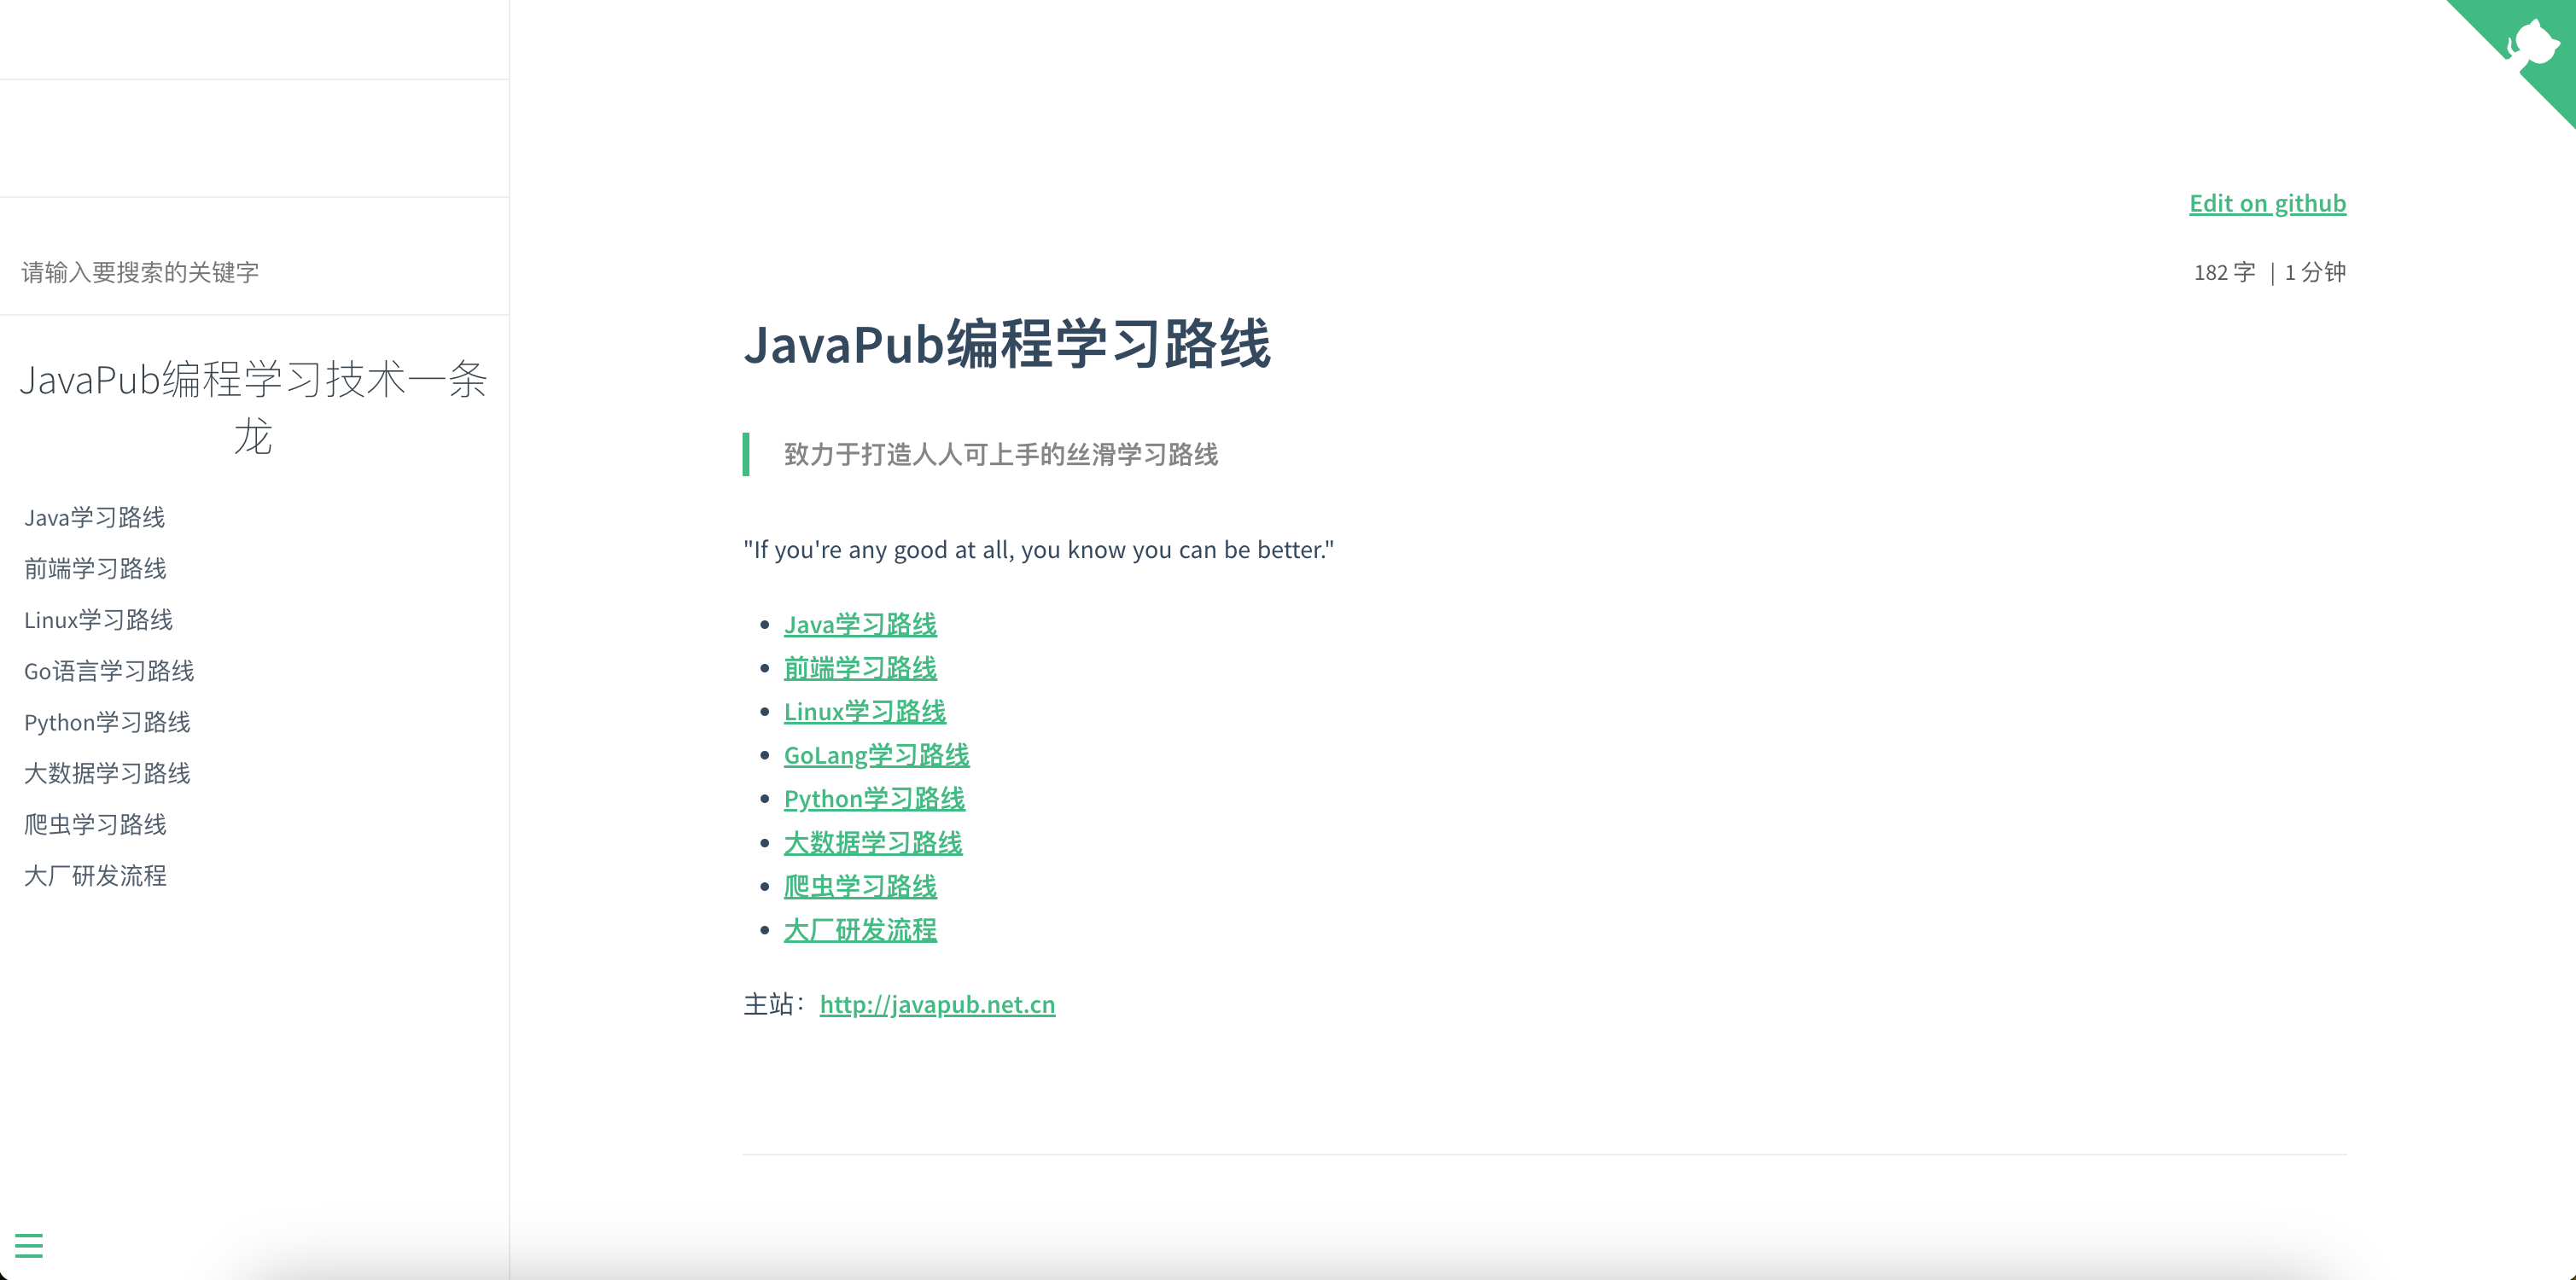 请输入要搜索的关键字
JavaPub编程学习技术一条
龙
Java学习路线
前端学习路线
Linux学习路线
Go语言学习路线
Python学习路线
大数据学习路线
爬虫学习路线
大厂研发流程
Edit on github
182 字 | 1 分钟
JavaPub编程学习路线
致力于打造人人可上手的丝滑学习路线
"If you're any good at all, you know you can be better."
Java学习路线
前端学习路线
Linux学习路线
GoLang学习路线
Python学习路线
大数据学习路线
爬虫学习路线
大厂研发流程
主站：http://javapub.net.cn